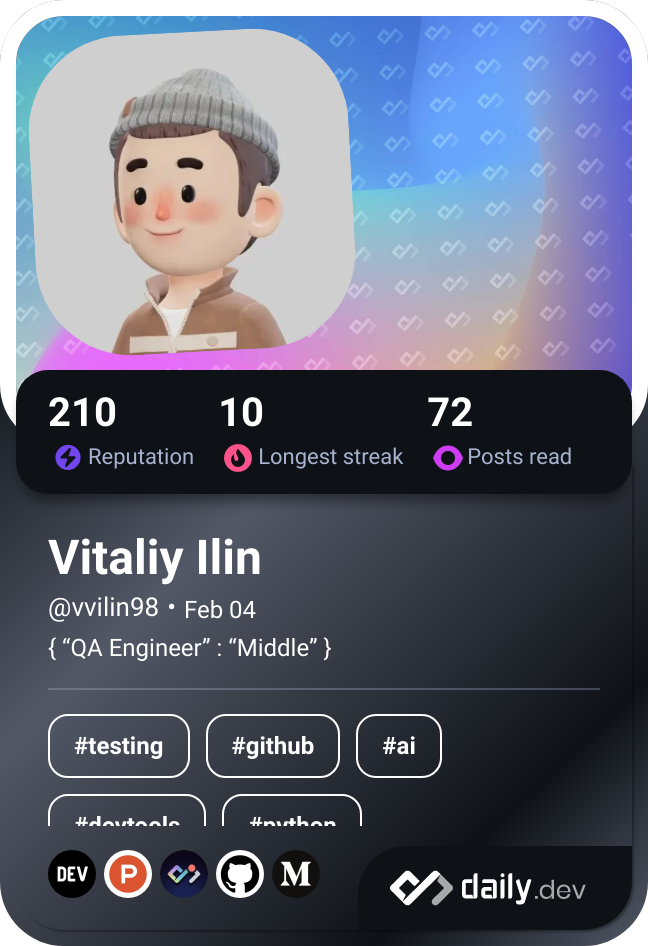 210 10 72
Reputation Longest streak Posts read
Vitaliy Ilin
@vvilin98 • Feb 04
{ “QA Engineer” : “Middle” }
#testing #github #ai
#devtools #python
DEV P M daily.dev